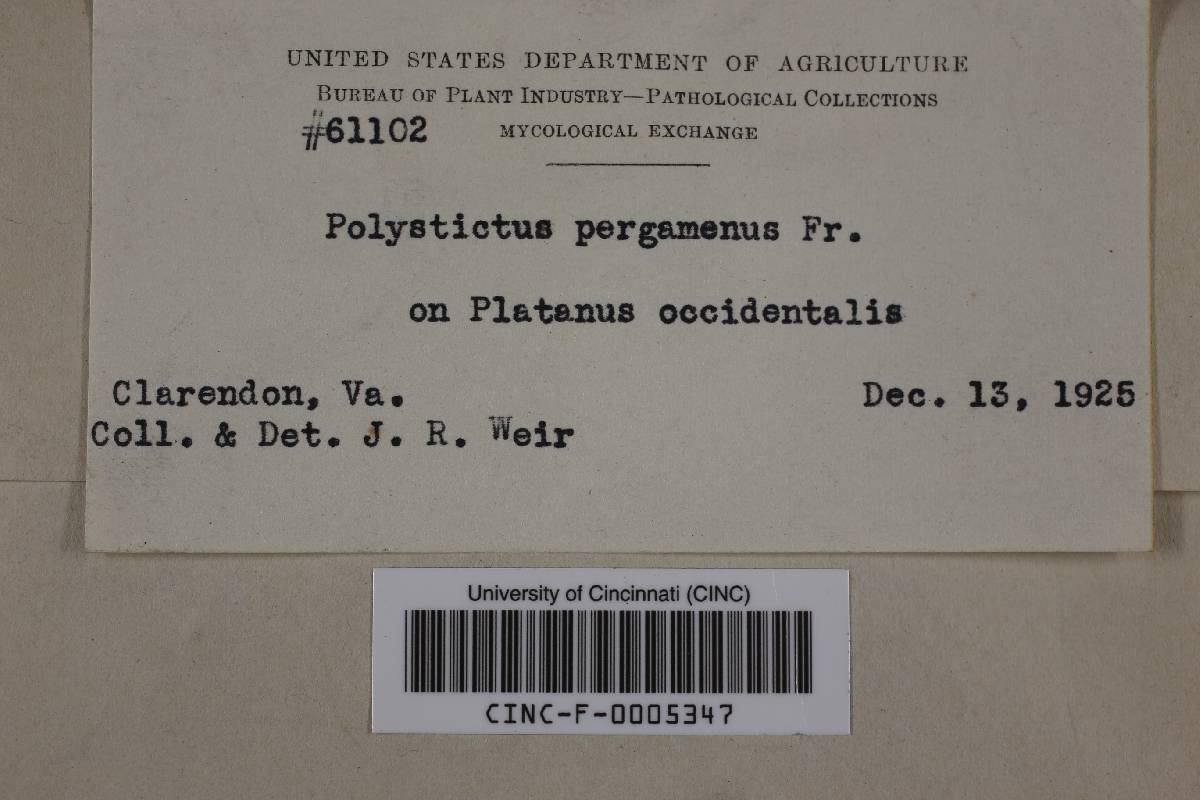 UNITED STATES DEPARTMENT OF AGRICULTURE
BUREAU OF PLANT INDUSTRY—PATHOLOGICAL COLLECTIONS
#61102 MYCOLOGICAL EXCHANGE
Polystictus pergamenus Fr.
on Platanus occidentalis
Clarendon, Va. Dec. 13, 1925
Coll. & Det. J. R. Weir
University of Cincinnati (CINC)
CINC-F-0005347